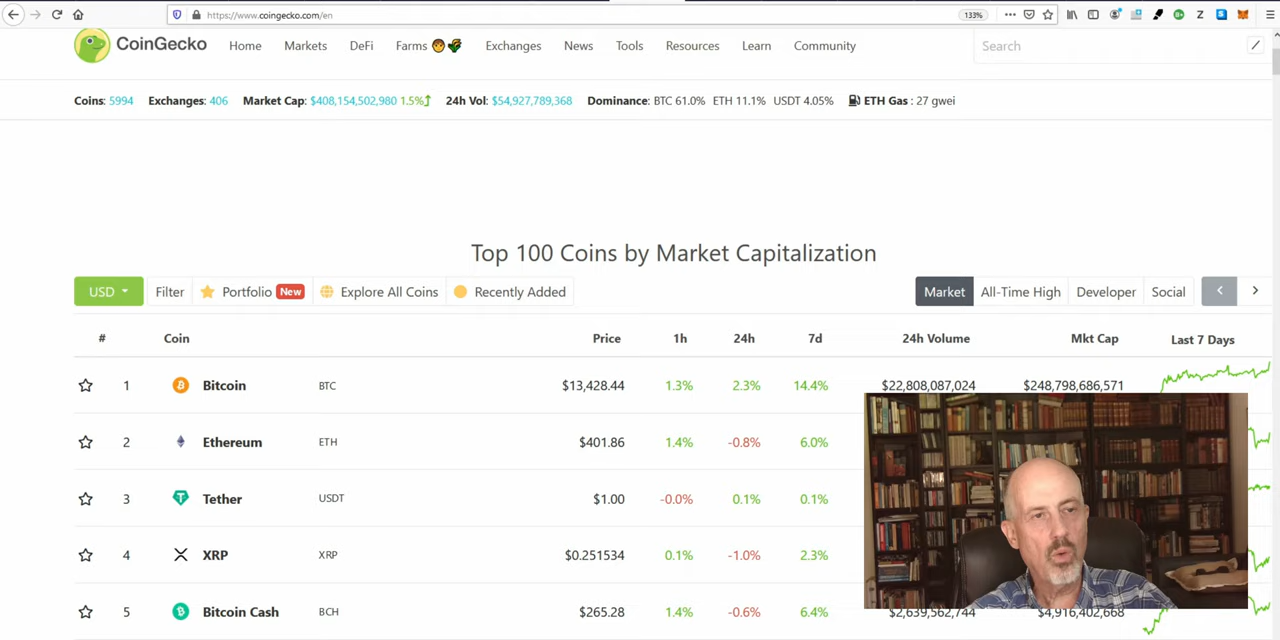 https://www.coingecko.com/en 133%
CoinGecko Home Markets DeFi Farms Exchanges News Tools Resources Learn Community Search
Coins: 5994 Exchanges: 406 Market Cap: $408,154,502,980 1.5% 24h Vol: $54,927,789,368 Dominance: BTC 61.0% ETH 11.1% USDT 4.05% ETH Gas : 27 gwei
Top 100 Coins by Market Capitalization
USD Filter Portfolio New Explore All Coins Recently Added Market All-Time High Developer Social
# Coin Price 1h 24h 7d 24h Volume Mkt Cap Last 7 Days
1 Bitcoin BTC $13,428.44 1.3% 2.3% 14.4% $22,808,087,024 $248,798,686,571
2 Ethereum ETH $401.86 1.4% -0.8% 6.0%
3 Tether USDT $1.00 -0.0% 0.1% 0.1%
4 XRP XRP $0.251534 0.1% -1.0% 2.3%
5 Bitcoin Cash BCH $265.28 1.4% -0.6% 6.4% $2,639,562,744 $4,916,402,668